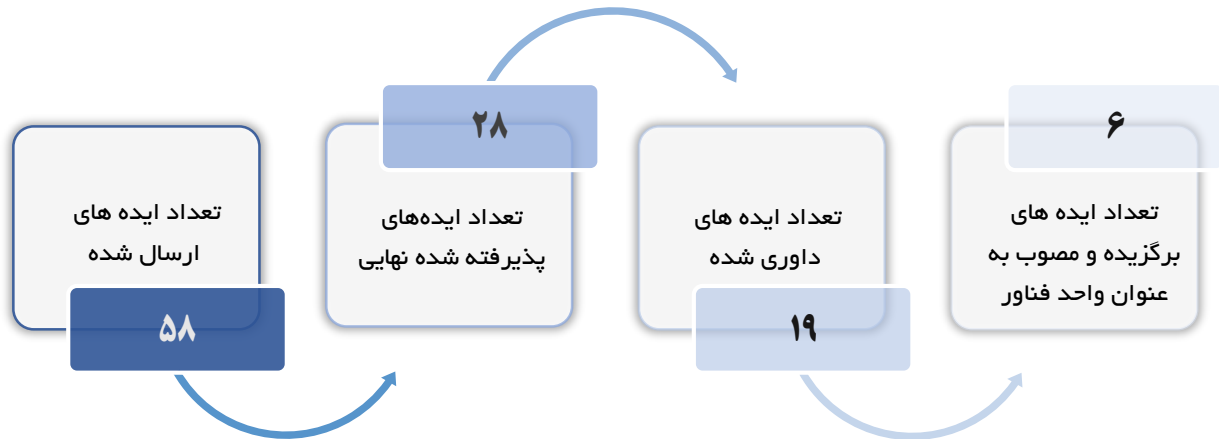 تعداد ایده های
ارسال شده
۵۸
۲۸
تعداد ایده‌های
پذیرفته شده نهایی
تعداد ایده های
داوری شده
۱۹
۶
تعداد ایده های
برگزیده و مصوب به
عنوان واحد فناور